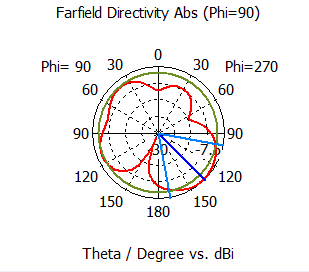 Farfield Directivity Abs (Phi=90)
0
Phi= 90 30 30 Phi=270
60 60
90 90
120 120
150 150
180
Theta / Degree vs. dBi